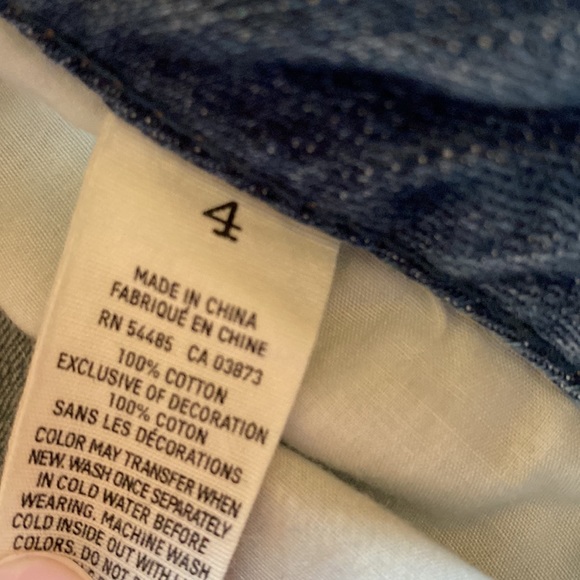 4
MADE IN CHINA
FABRIQUÉ EN CHINE
RN 54485 CA 03873
100% COTTON
EXCLUSIVE OF DECORATION
100% COTON
SANS LES DÉCORATIONS
COLOR MAY TRANSFER WHEN
NEW. WASH ONCE SEPARATELY
IN COLD WATER BEFORE
WEARING. MACHINE WASH
COLD INSIDE OUT WITH
COLORS. DO NOT